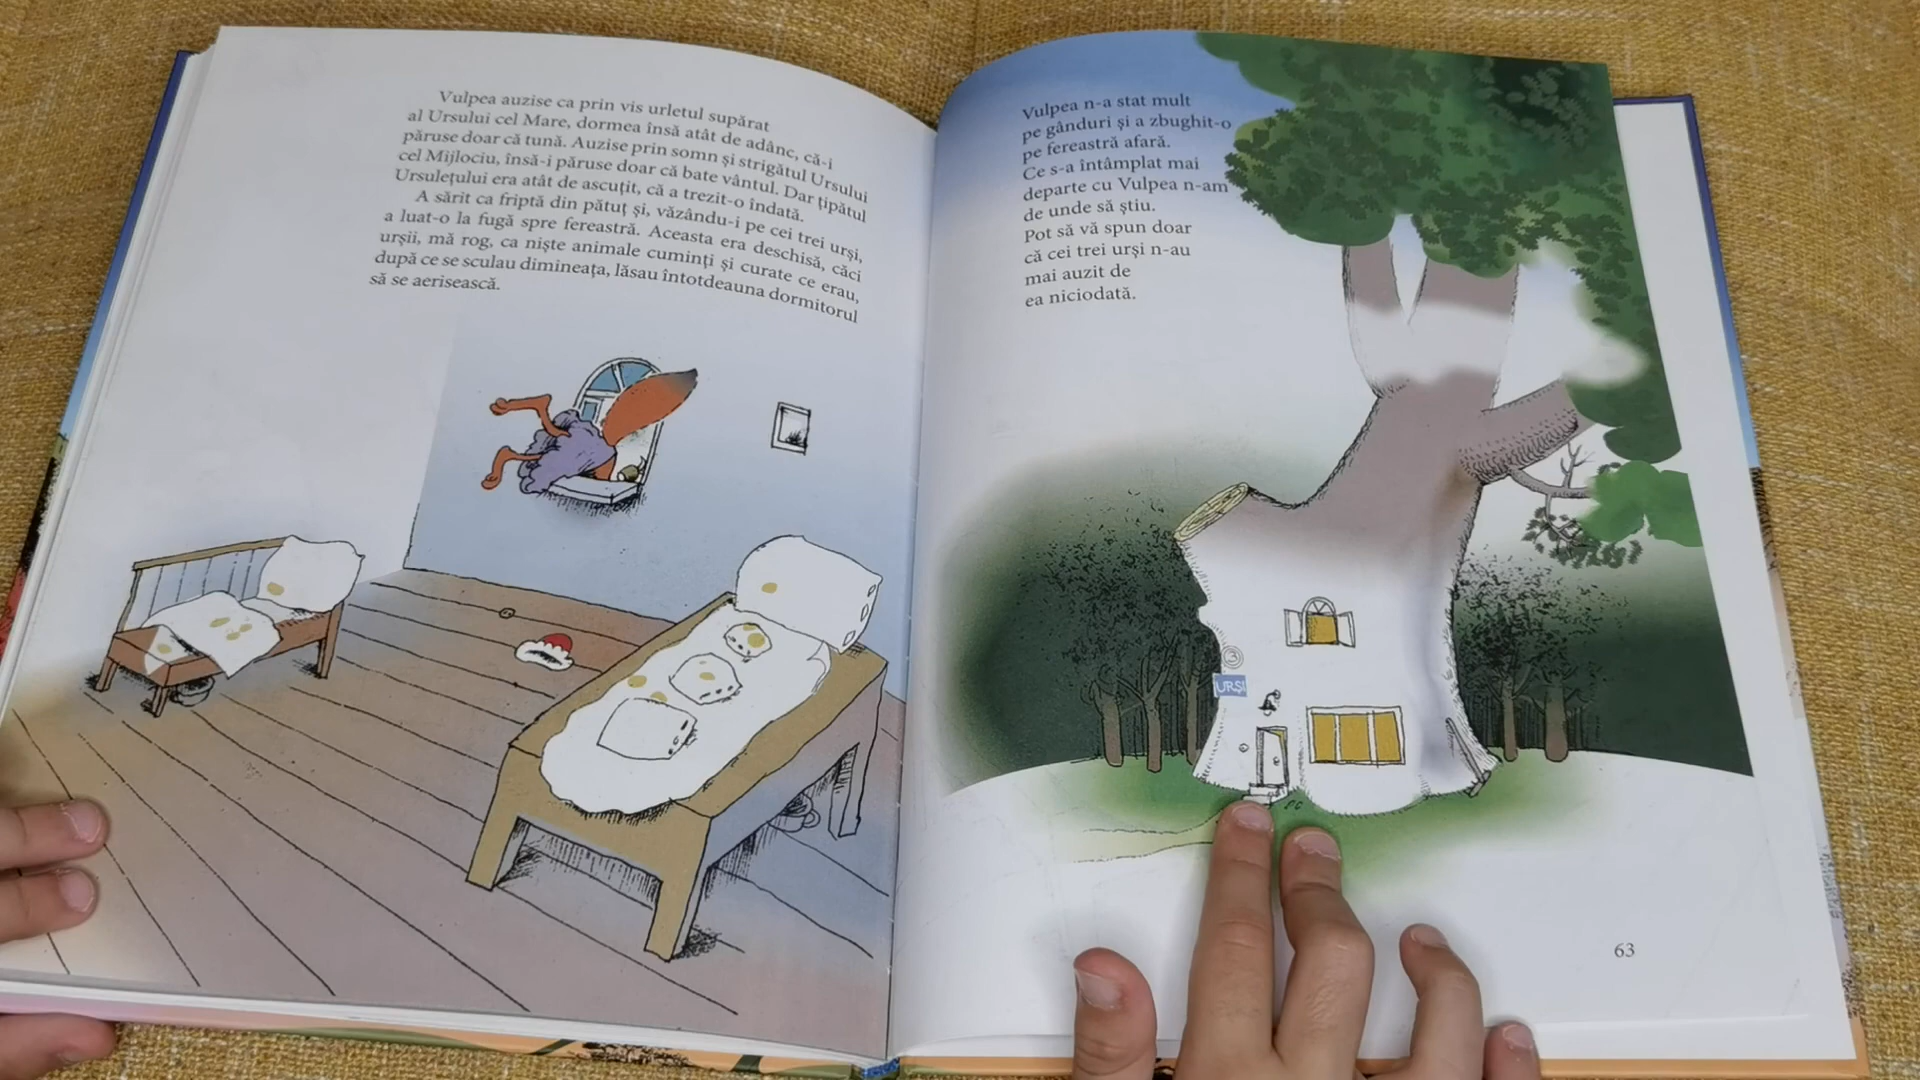 Vulpea auzise ca prin vis urletul supărat
al Ursului cel Mare, dormea însă atât de adânc, că-i
păruse doar că tună. Auzise prin somn și strigătul Ursului
cel Mijlociu, însă-i păruse doar că bate vântul. Dar țipătul
Ursulețului era atât de ascuțit, că a trezit-o îndată.
A sărit ca friptă din pătuț și, văzându-i pe cei trei urși,
a luat-o la fugă spre fereastră. Aceasta era deschisă, căci
urșii, mă rog, ca niște animale cuminți și curate ce erau,
după ce se sculau dimineața, lăsau întotdeauna dormitorul
să se aerisească.
Vulpea n-a stat mult
pe gânduri și a zbughit-o
pe fereastră afară.
Ce s-a întâmplat mai
departe cu Vulpea n-am
de unde să știu.
Pot să vă spun doar
că cei trei urși n-au
mai auzit de
ea niciodată.
3
URȘI
63